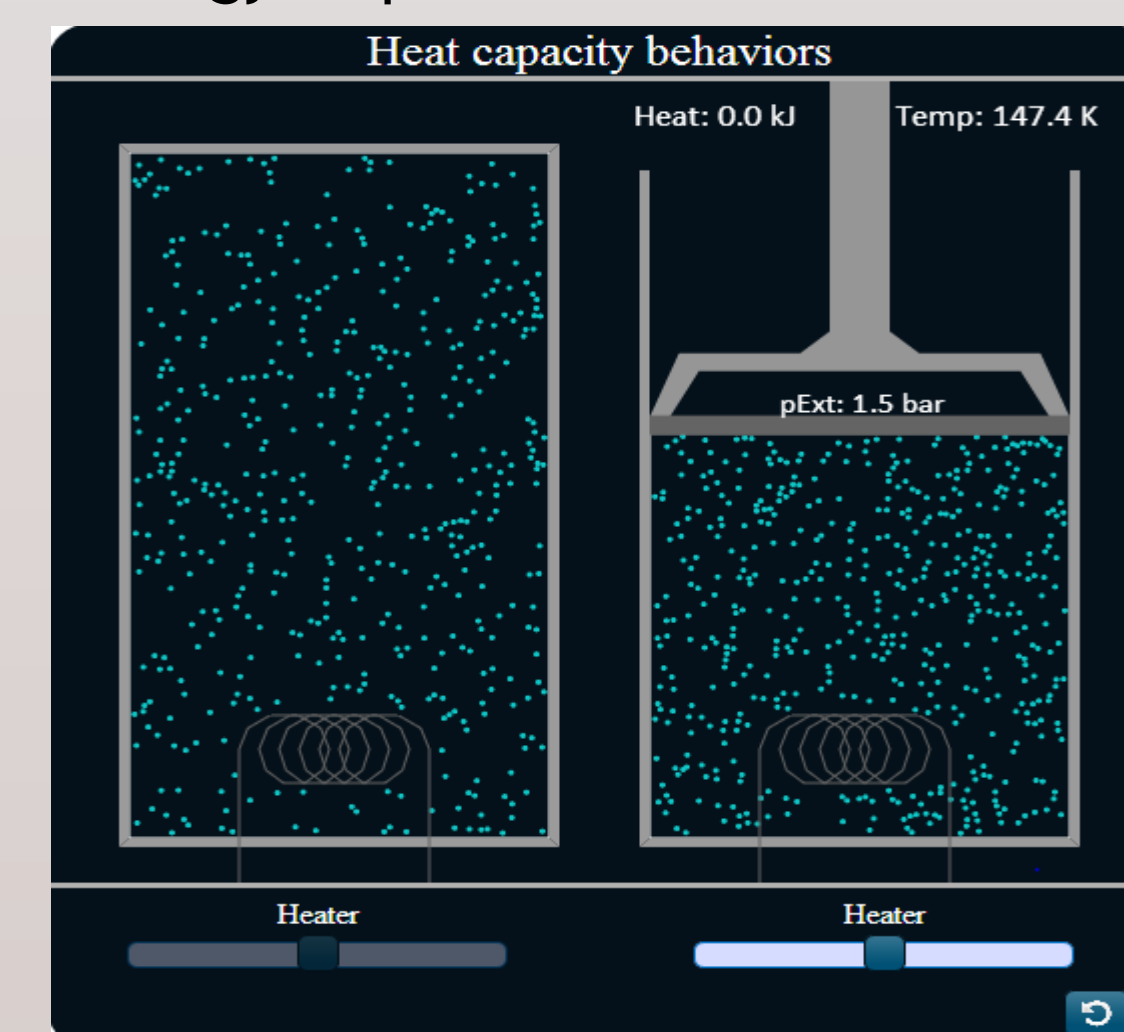 Heat capacity behaviors
Heat: 0.0 kJ
Temp: 147.4 K
pExt: 1.5 bar
Heater
Heater